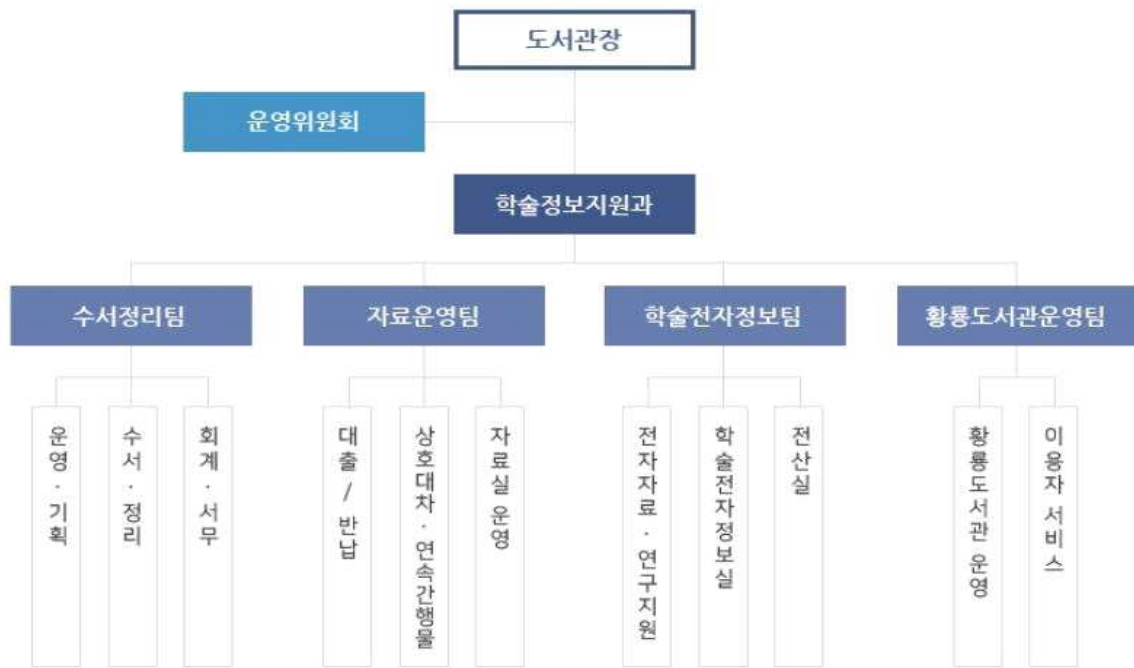 도서관장
운영위원회
학술정보지원과
수서정리팀
자료운영팀
학술전자정보팀
황룡도서관운영팀
운영·기획
수서·정리
회계·서무
대출/반납
상호대차·연속간행물
자료실 운영
전자자료·연구지원
학술전자정보실
전산실
황룡도서관 운영
이용자 서비스